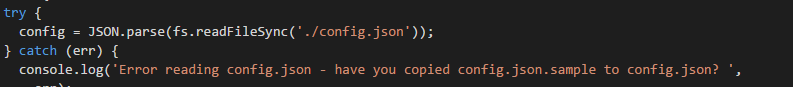 try {
  config = JSON.parse(fs.readFileSync('./config.json'));
} catch (err) {
  console.log('Error reading config.json - have you copied config.json.sample to config.json? ',
    err);